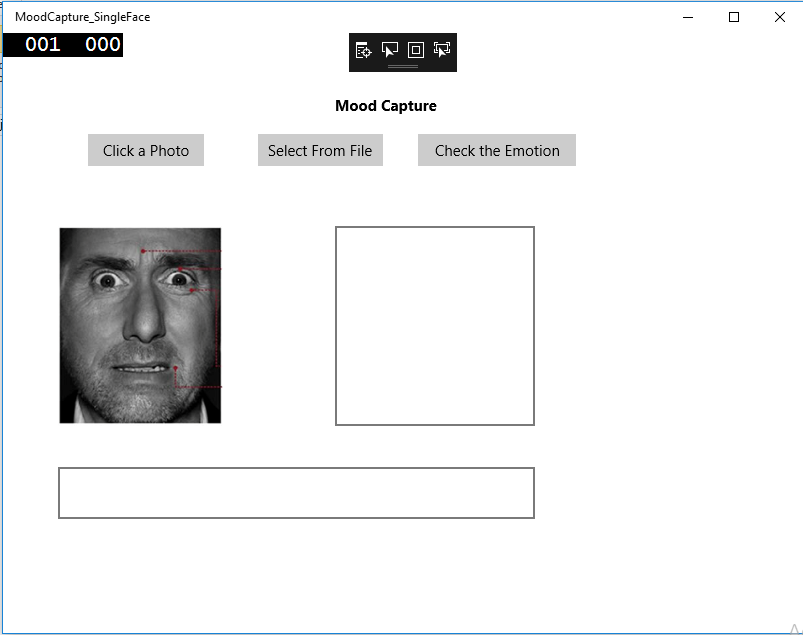 MoodCapture_SingleFace
001 000
Mood Capture
Click a Photo
Select From File
Check the Emotion